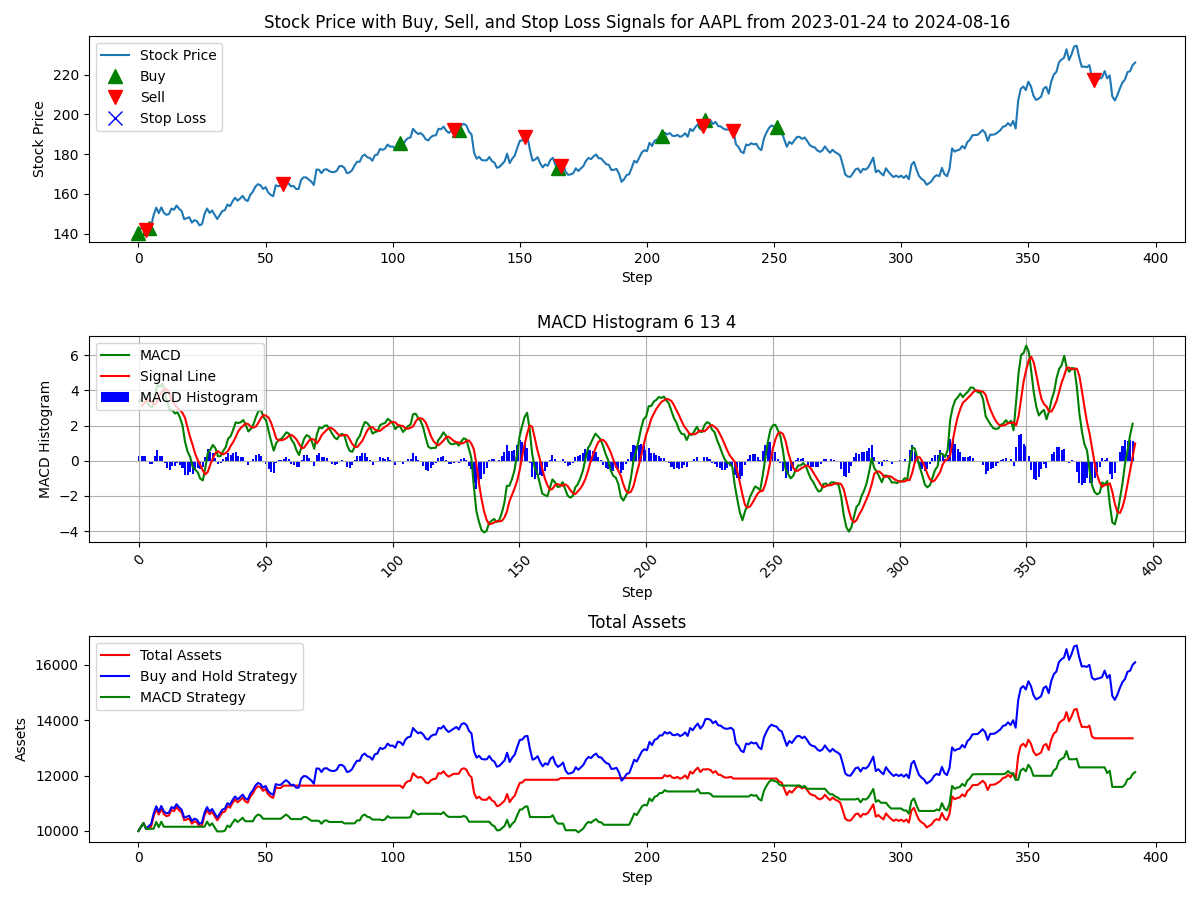 Stock Price with Buy, Sell, and Stop Loss Signals for AAPL from 2023-01-24 to 2024-08-16
Stock Price
Buy
Sell
Stop Loss
Stock Price
220
200
180
160
140
0 50 100 150 200 250 300 350 400
Step
MACD Histogram 6 13 4
MACD
Signal Line
MACD Histogram
MACD Histogram
6
4
2
0
−2
−4
0 50 100 150 200 250 300 350 400
Step
Total Assets
Total Assets
Buy and Hold Strategy
MACD Strategy
Assets
16000
14000
12000
10000
0 50 100 150 200 250 300 350 400
Step